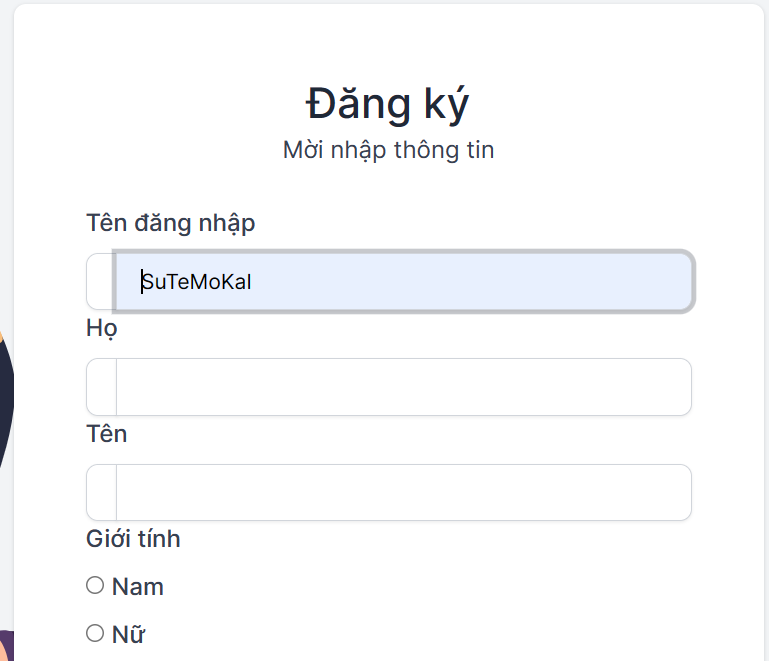 Đăng ký
Mời nhập thông tin
Tên đăng nhập
SuTeMoKaI
Họ
Tên
Giới tính
Nam
Nữ